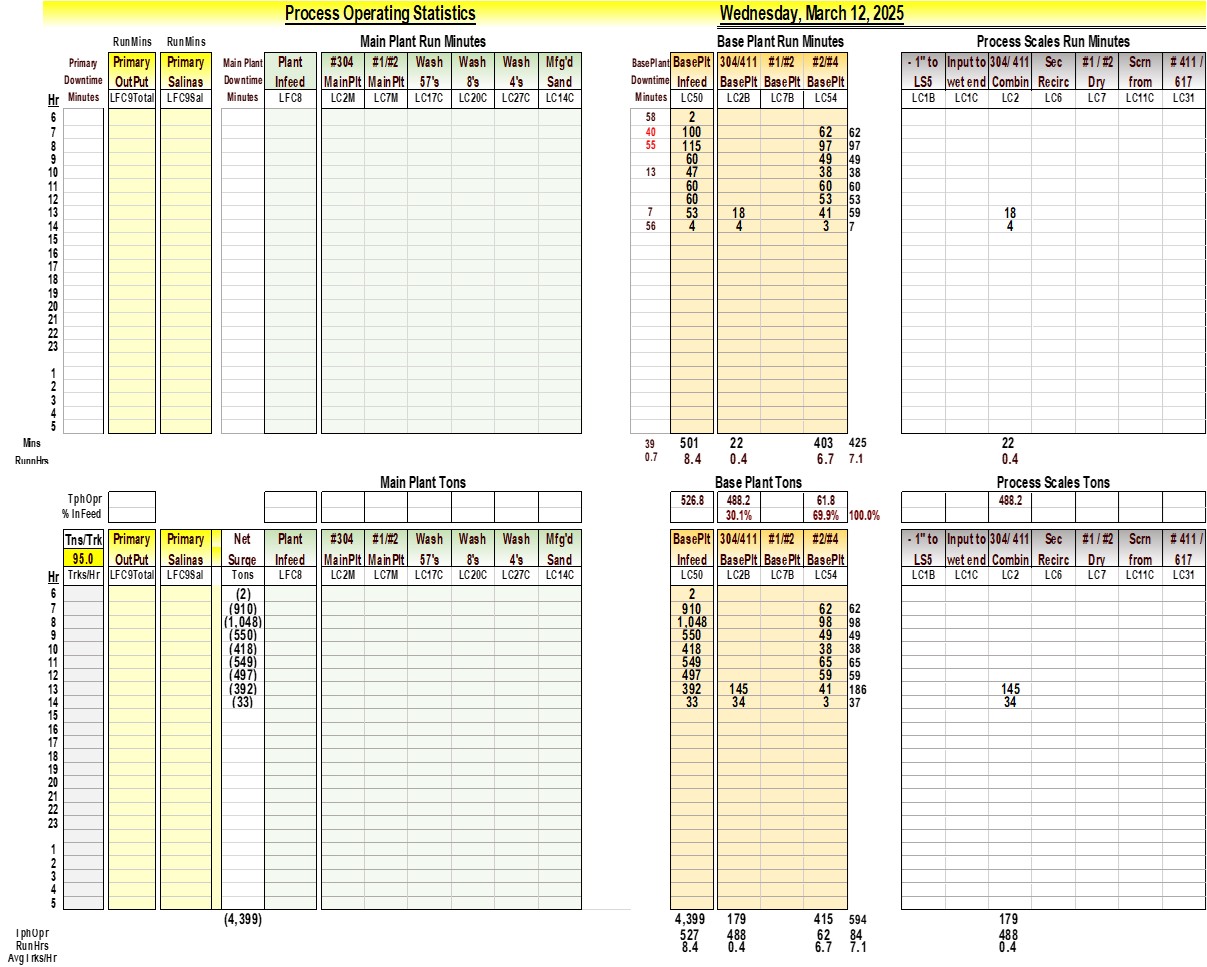 Process Operating Statistics Wednesday, March 12, 2025
RunMins RunMins Main Plant Run Minutes Base Plant Run Minutes Process Scales Run Minutes
Primary Primary Primary Main Plant Plant #304 #1/#2 Wash Wash Wash Mfg'd BasePlant BasePlt 304/411 #1/#2 #2/#4 - 1" to Input to 304/ 411 Sec #1 / #2 Scrn # 411 /
Downtime OutPut Salinas Downtime Infeed MainPlt MainPlt 57's 8's 4's Sand Downtime Infeed BasePlt BasePlt BasePlt LS5 wet end Combin Recirc Dry from 617
Hr Minutes LFC9Total LFC9Sal Minutes LFC8 LC2M LC7M LC17C LC20C LC27C LC14C Minutes LC50 LC2B LC7B LC54 LC1B LC1C LC2 LC6 LC7 LC11C LC31
6 58 2
7 40 100 62 62
8 55 115 97 97
9 60 49 49
10 13 47 38 38
11 60 60 60
12 60 53 53
13 7 53 18 41 59 18
14 56 4 4 3 7 4
15
16
17
18
19
20
21
22
23
1
2
3
4
5
Mins 39 501 22 403 425 22
RunnHrs 0.7 8.4 0.4 6.7 7.1 0.4
Main Plant Tons Base Plant Tons Process Scales Tons
TphOpr 526.8 488.2 61.8 488.2
% InFeed 30.1% 69.9% 100.0%
Tns/Trk Primary Primary Net Plant #304 #1/#2 Wash Wash Wash Mfg'd BasePlt 304/411 #1/#2 #2/#4 - 1" to Input to 304/ 411 Sec #1 / #2 Scrn # 411 /
95.0 OutPut Salinas Surge Infeed MainPlt MainPlt 57's 8's 4's Sand Infeed BasePlt BasePlt BasePlt LS5 wet end Combin Recirc Dry from 617
Hr Trks/Hr LFC9Total LFC9Sal Tons LFC8 LC2M LC7M LC17C LC20C LC27C LC14C LC50 LC2B LC7B LC54 LC1B LC1C LC2 LC6 LC7 LC11C LC31
6 (2) 2
7 (910) 910 62 62
8 (1,048) 1,048 98 98
9 (550) 550 49 49
10 (418) 418 38 38
11 (549) 549 65 65
12 (497) 497 59 59
13 (392) 392 145 41 186 145
14 (33) 33 34 3 37 34
15
16
17
18
19
20
21
22
23
1
2
3
4
5
(4,399) 4,399 179 415 594 179
TphOpr 527 488 62 84 488
RunHrs 8.4 0.4 6.7 7.1 0.4
AvgTrks/Hr